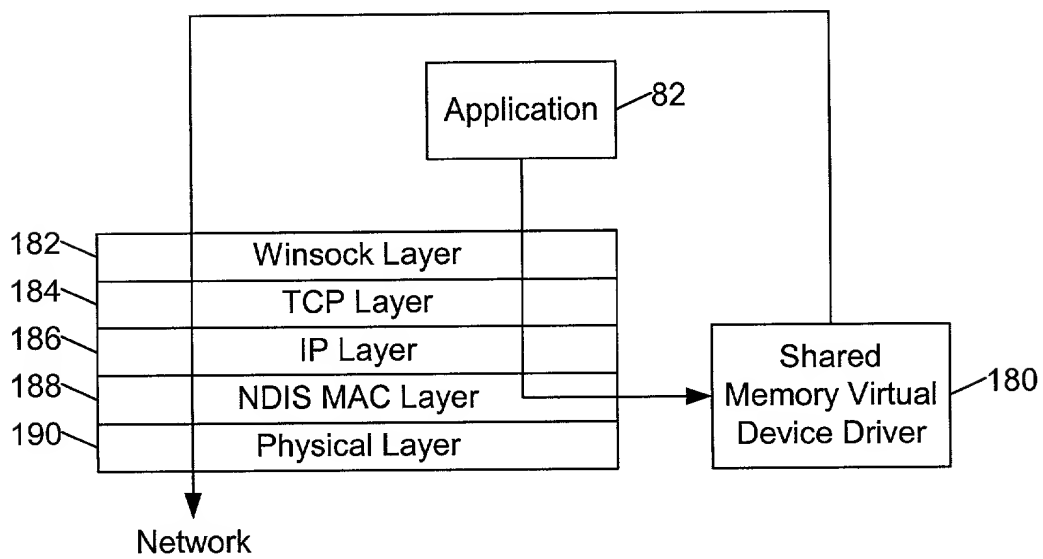 Application
82
182
Winsock Layer
184
TCP Layer
186
IP Layer
188
NDIS MAC Layer
190
Physical Layer
Shared
Memory Virtual
Device Driver
180
Network